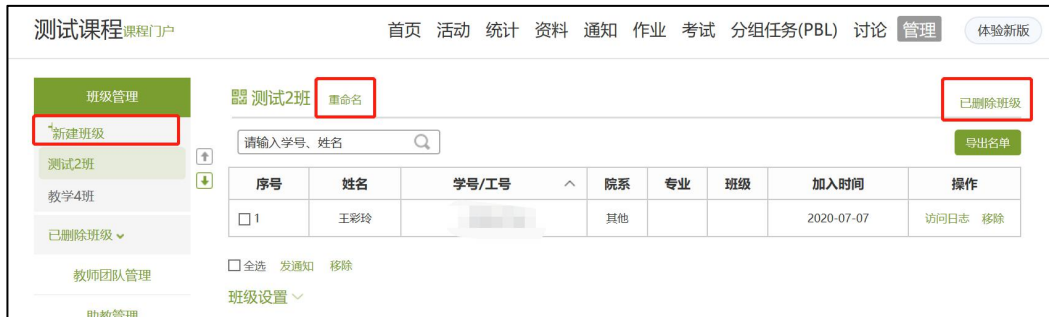 测试课程课程门户 首页 活动 统计 资料 通知 作业 考试 分组任务(PBL) 讨论 管理 体验新版
班级管理
+新建班级
测试2班
教学4班
已删除班级
教师团队管理
助教管理
测试2班 重命名 已删除班级
请输入学号、姓名 导出名单
序号 姓名 学号/工号 院系 专业 班级 加入时间 操作
1 王彩玲 其他 2020-07-07 访问日志 移除
全选 发通知 移除
班级设置